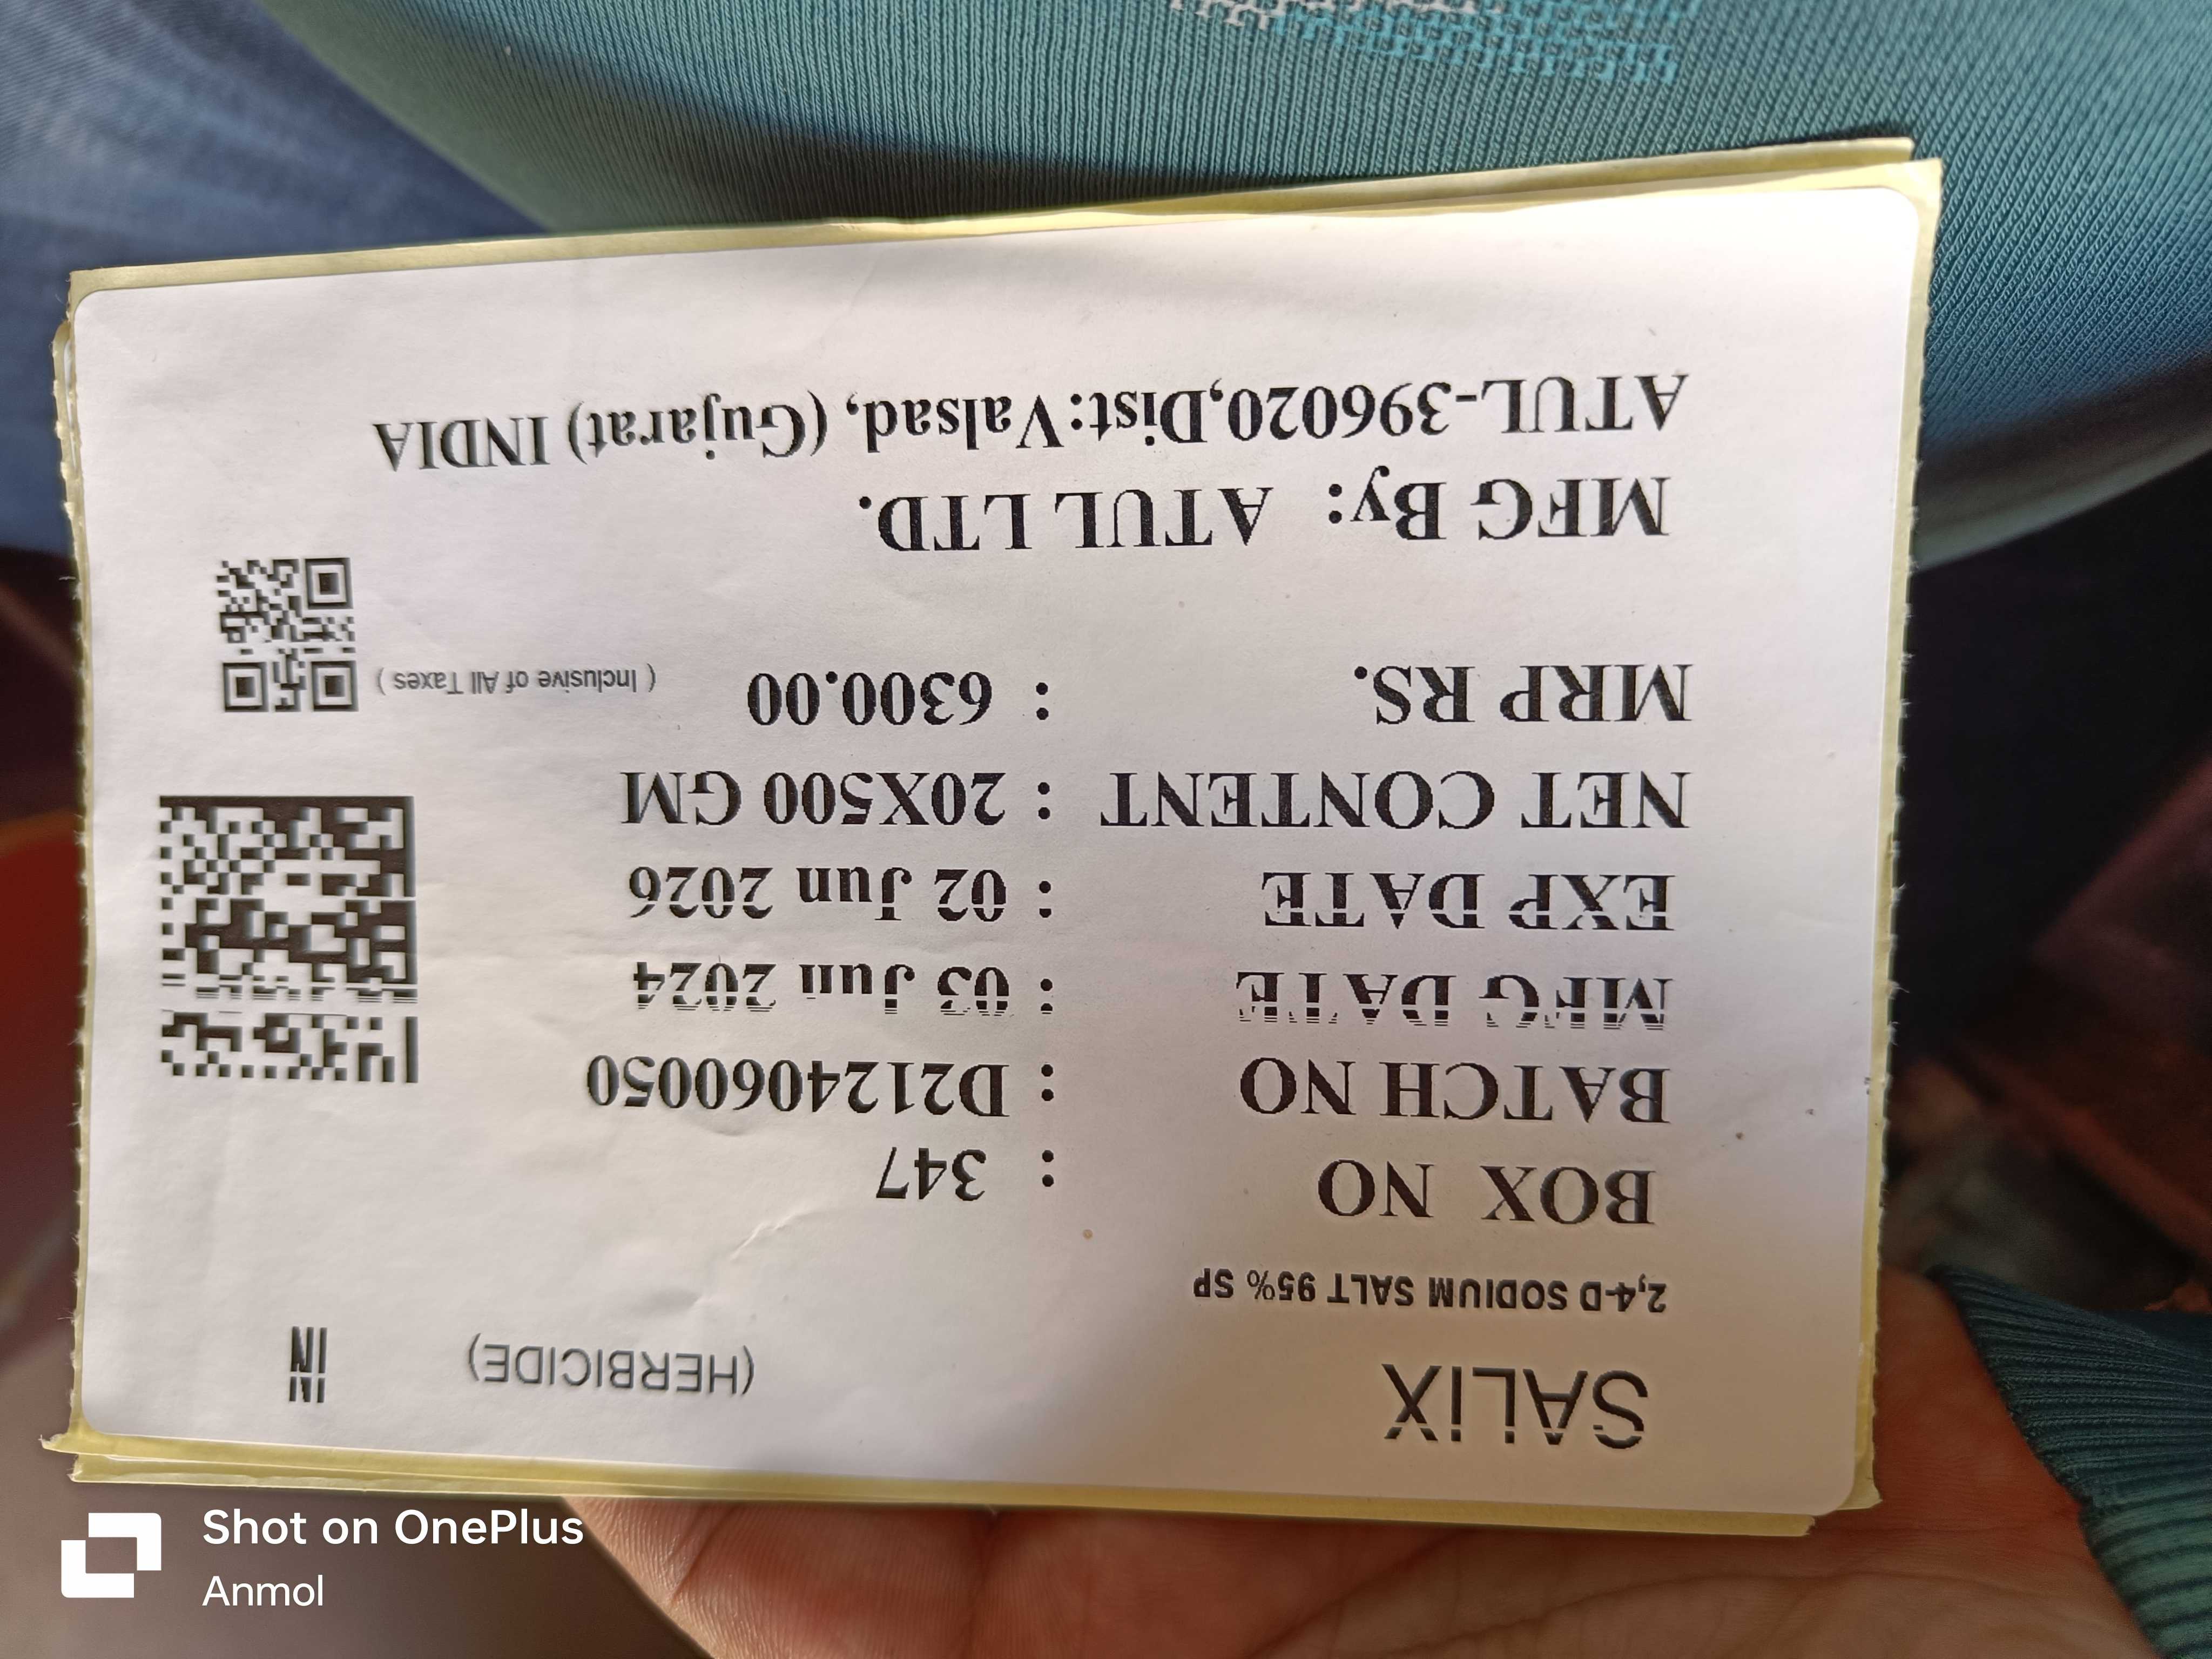 SALIX
(HERBICIDE)
IN
2,4-D SODIUM SALT 95% SP
BOX NO : 347
BATCH NO : D2124060050
MFG DATE : 03 Jun 2024
EXP DATE : 02 Jun 2026
NET CONTENT : 20X500 GM
MRP RS. : 6300.00 ( Inclusive of All Taxes )
MFG By: ATUL LTD.
ATUL-396020,Dist:Valsad, (Gujarat) INDIA
Shot on OnePlus
Anmol